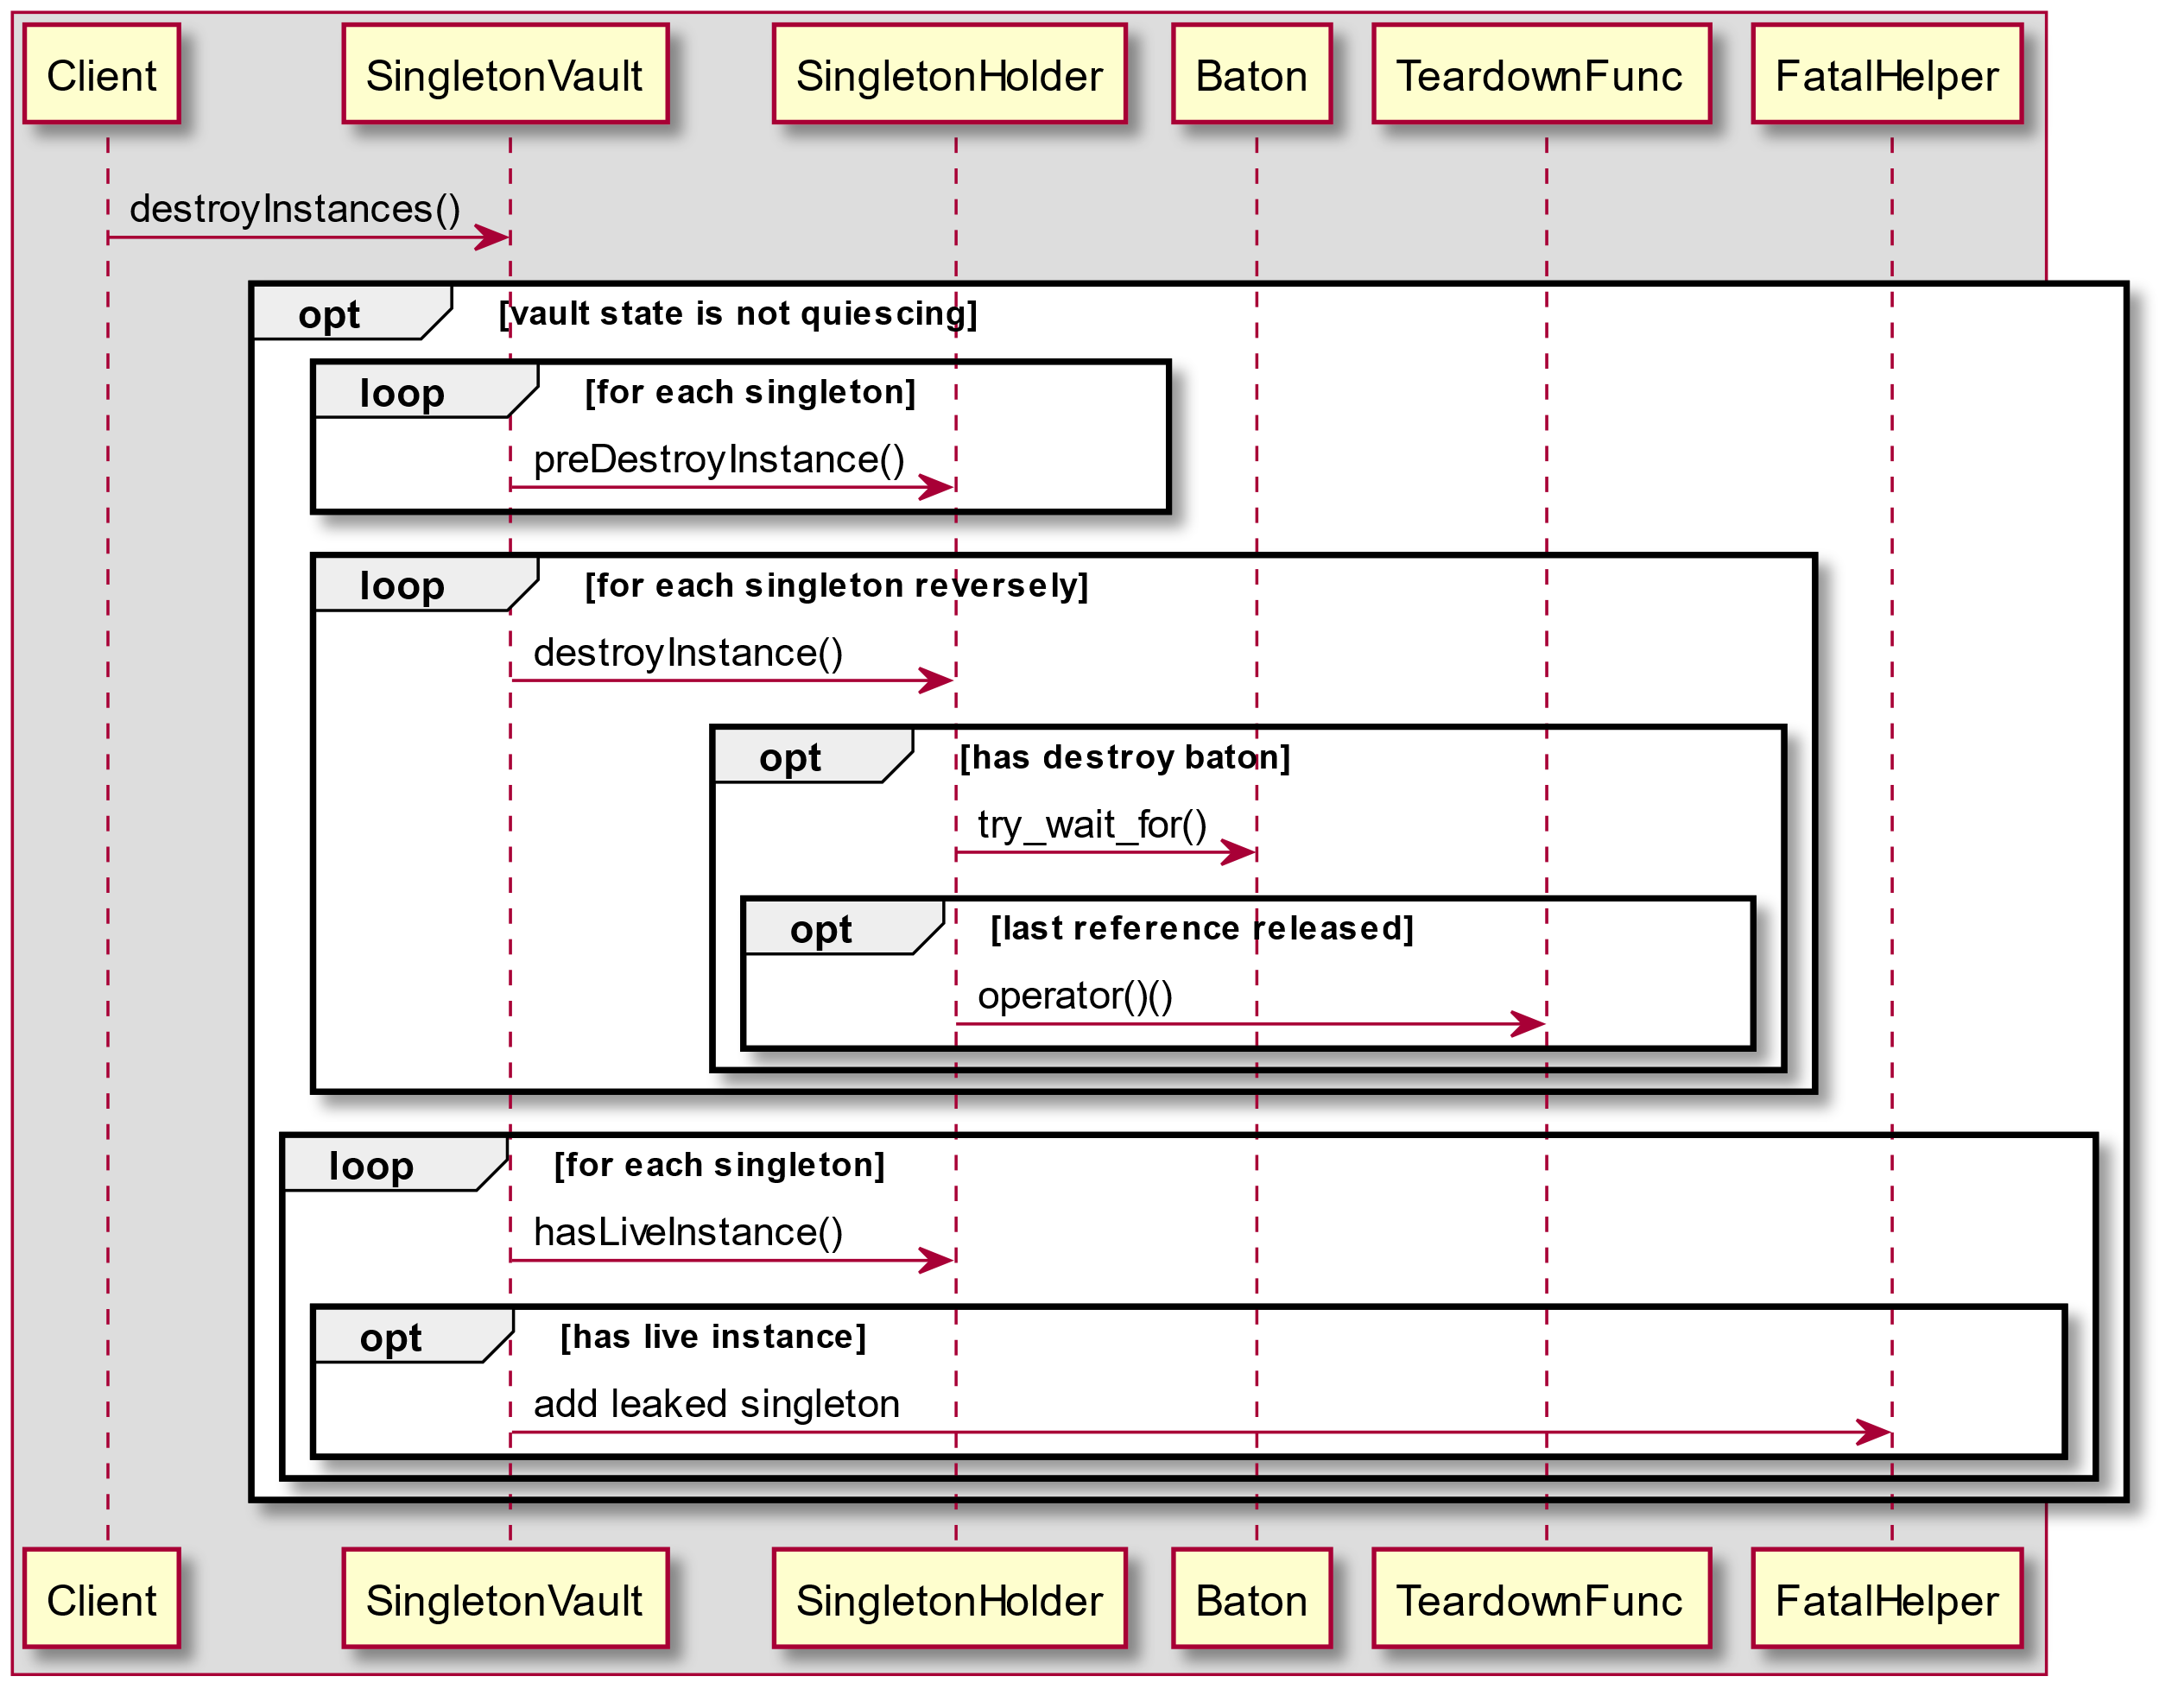 Client SingletonVault SingletonHolder Baton TeardownFunc FatalHelper
destroyInstances()
opt [vault state is not quiescing]
loop [for each singleton]
preDestroyInstance()
loop [for each singleton reversely]
destroyInstance()
opt [has destroy baton]
try_wait_for()
opt [last reference released]
operator()()
loop [for each singleton]
hasLiveInstance()
opt [has live instance]
add leaked singleton
Client SingletonVault SingletonHolder Baton TeardownFunc FatalHelper